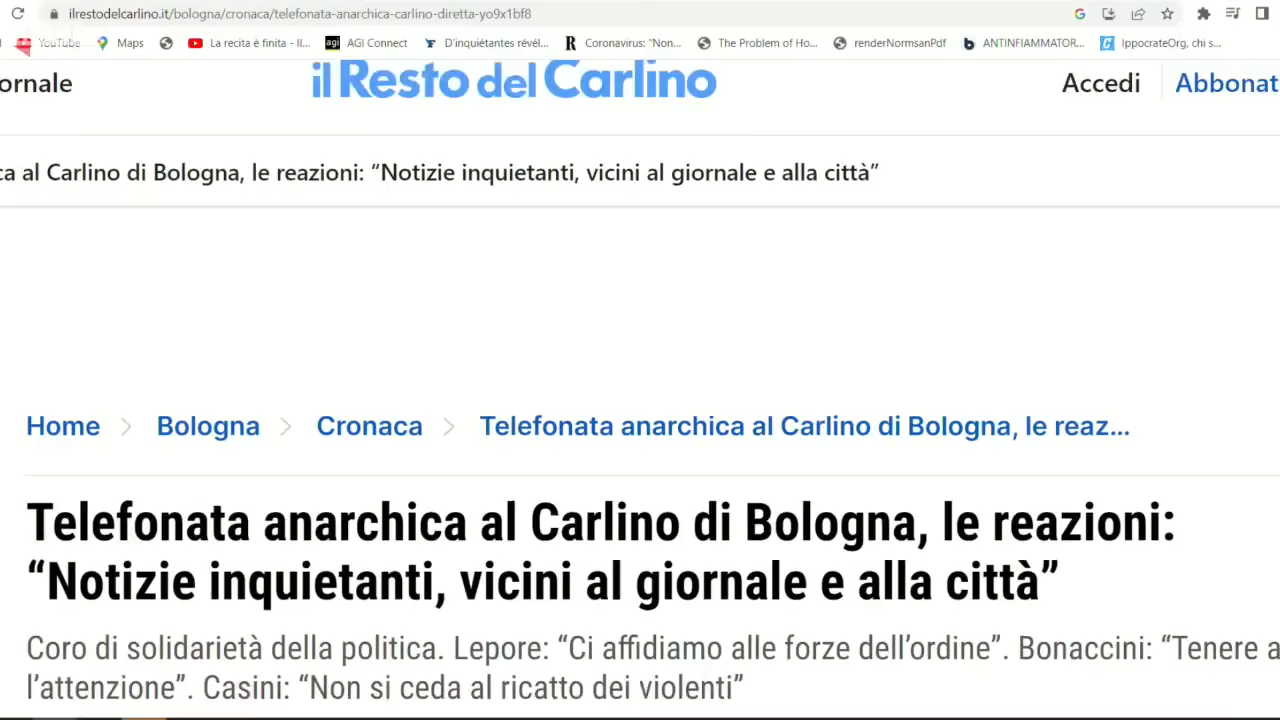 ilrestodelcarlino.it/bologna/cronaca/telefonata-anarchica-carlino-diretta-yo9x1bf8
YouTube Maps La recita è finita - Il... agi AGI Connect D'inquiétantes révél... R Coronavirus: "Non... The Problem of Ho... renderNormsanPdf b ANTINFIAMMATOR... IppocrateOrg, chi s...
ornale il Resto del Carlino Accedi Abbonat
ca al Carlino di Bologna, le reazioni: “Notizie inquietanti, vicini al giornale e alla città”
Home Bologna Cronaca Telefonata anarchica al Carlino di Bologna, le reaz...
Telefonata anarchica al Carlino di Bologna, le reazioni:
“Notizie inquietanti, vicini al giornale e alla città”
Coro di solidarietà della politica. Lepore: “Ci affidiamo alle forze dell’ordine”. Bonaccini: “Tenere a
l’attenzione”. Casini: “Non si ceda al ricatto dei violenti”